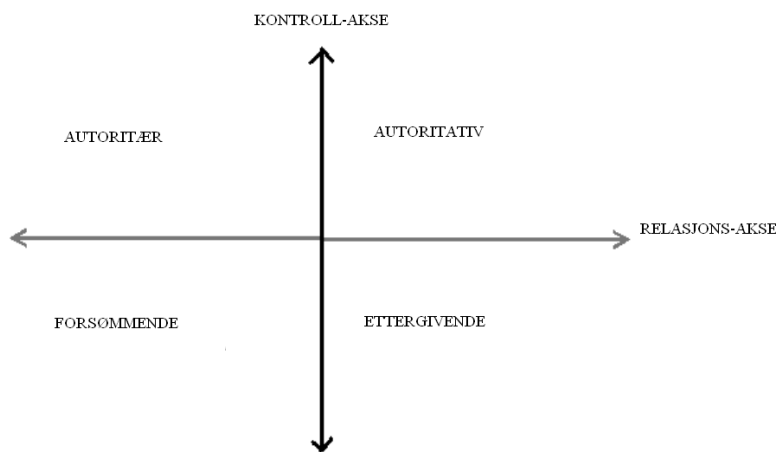 KONTROLL-AKSE
AUTORITÆR
AUTORITATIV
RELASJONS-AKSE
FORSØMMENDE
ETTERGIVENDE